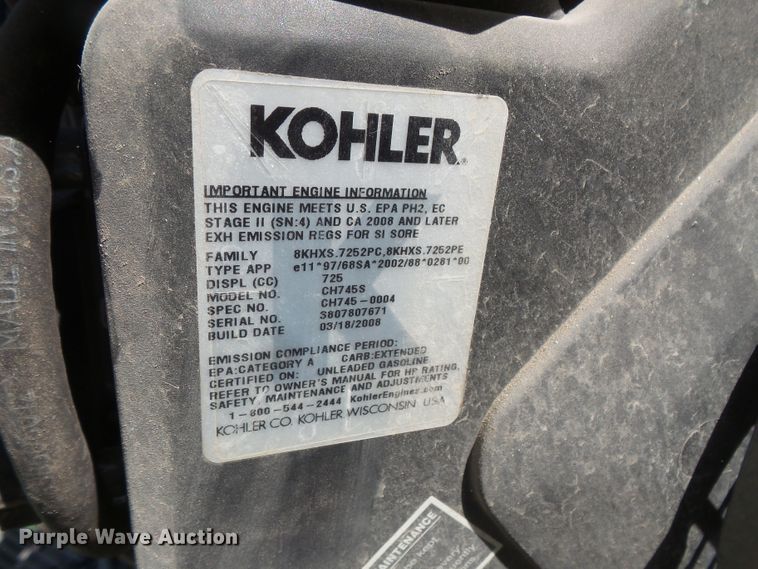 KOHLER®
IMPORTANT ENGINE INFORMATION
THIS ENGINE MEETS U.S. EPA PH2, EC
STAGE II (SN:4) AND CA 2008 AND LATER
EXH EMISSION REGS FOR SI SORE
FAMILY 8KHXS.7252PC,8KHXS.7252PE
TYPE APP e11*97/68SA*2002/88*0281*00
DISPL (CC) 725
MODEL NO. CH745S
SPEC NO. CH745-0004
SERIAL NO. 3807807671
BUILD DATE 03/18/2008
EMISSION COMPLIANCE PERIOD:
EPA:CATEGORY A CARB:EXTENDED
CERTIFIED ON: UNLEADED GASOLINE
REFER TO OWNER'S MANUAL FOR HP RATING,
SAFETY, MAINTENANCE AND ADJUSTMENTS
1-800-544-2444 KohlerEngines.com
KOHLER CO. KOHLER WISCONSIN USA
MADE IN U.S.A
MAINTENANCE
kept
Purple Wave Auction